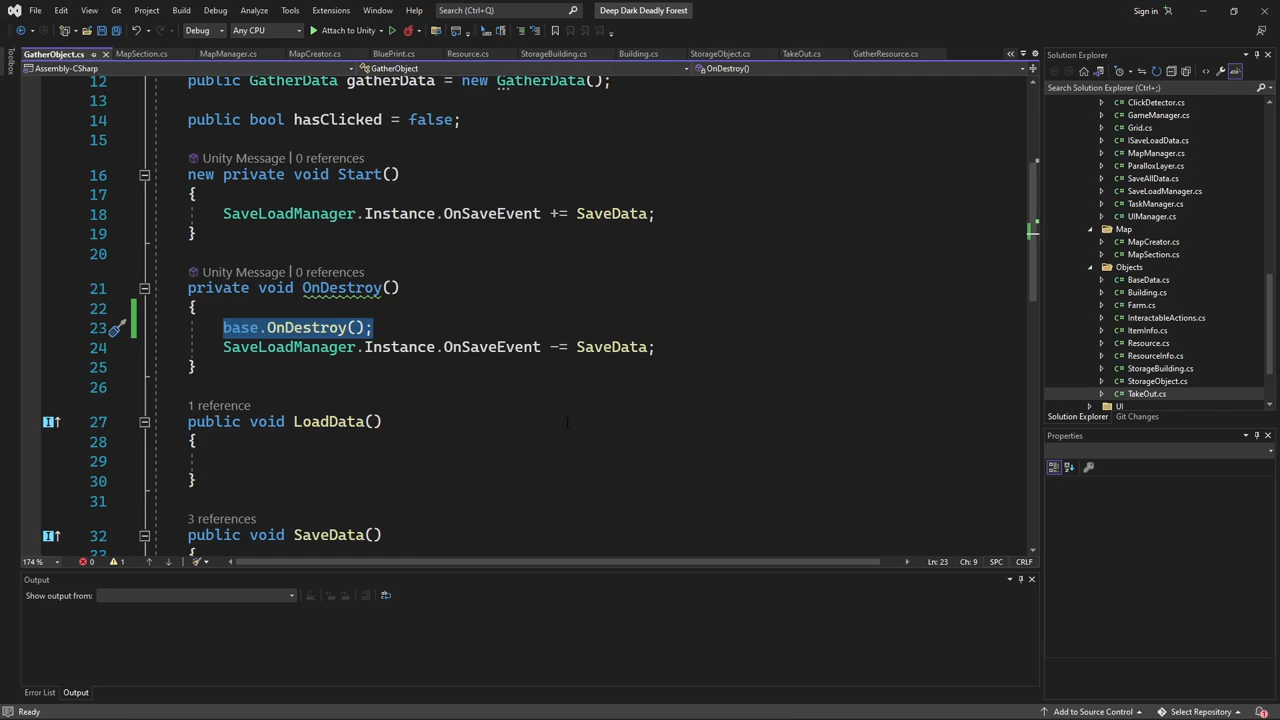 File Edit View Git Project Build Debug Analyze Tools Extensions Window Help Search (Ctrl+Q) Deep Dark Deadly Forest Sign in
Debug Any CPU Attach to Unity
Toolbox
GatherObject.cs MapSection.cs MapManager.cs MapCreator.cs BluePrint.cs Resource.cs StorageBuilding.cs Building.cs StorageObject.cs TakeOut.cs GatherResource.cs
Assembly-CSharp GatherObject OnDestroy()
12 public GatherData gatherData = new GatherData();
13
14 public bool hasClicked = false;
15
Unity Message | 0 references
16 new private void Start()
17 {
18 SaveLoadManager.Instance.OnSaveEvent += SaveData;
19 }
20
Unity Message | 0 references
21 private void OnDestroy()
22 {
23 base.OnDestroy();
24 SaveLoadManager.Instance.OnSaveEvent -= SaveData;
25 }
26
1 reference
27 public void LoadData()
28 {
29
30 }
31
3 references
32 public void SaveData()
33 {
174 % 0 1 Ln: 23 Ch: 9 SPC CRLF
Output
Show output from:
Error List Output
Solution Explorer
Search Solution Explorer (Ctrl+;)
ClickDetector.cs
GameManager.cs
Grid.cs
ISaveLoadData.cs
MapManager.cs
ParalloxLayer.cs
SaveAllData.cs
SaveLoadManager.cs
TaskManager.cs
UIManager.cs
Map
MapCreator.cs
MapSection.cs
Objects
BaseData.cs
Building.cs
Farm.cs
InteractableActions.cs
ItemInfo.cs
Resource.cs
ResourceInfo.cs
StorageBuilding.cs
StorageObject.cs
TakeOut.cs
UI
Solution Explorer Git Changes
Properties
Ready Add to Source Control Select Repository 1